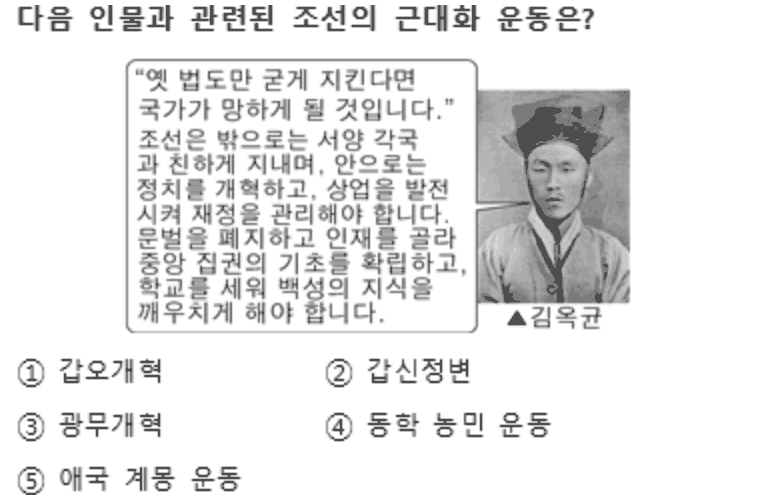 다음 인물과 관련된 조선의 근대화 운동은?
“옛 법도만 굳게 지킨다면
국가가 망하게 될 것입니다.”
조선은 밖으로는 서양 각국
과 친하게 지내며, 안으로는
정치를 개혁하고, 상업을 발전
시켜 재정을 관리해야 합니다.
문벌을 폐지하고 인재를 골라
중앙 집권의 기초를 확립하고,
학교를 세워 백성의 지식을
깨우치게 해야 합니다.
▲김옥균
① 갑오개혁 ② 갑신정변
③ 광무개혁 ④ 동학 농민 운동
⑤ 애국 계몽 운동